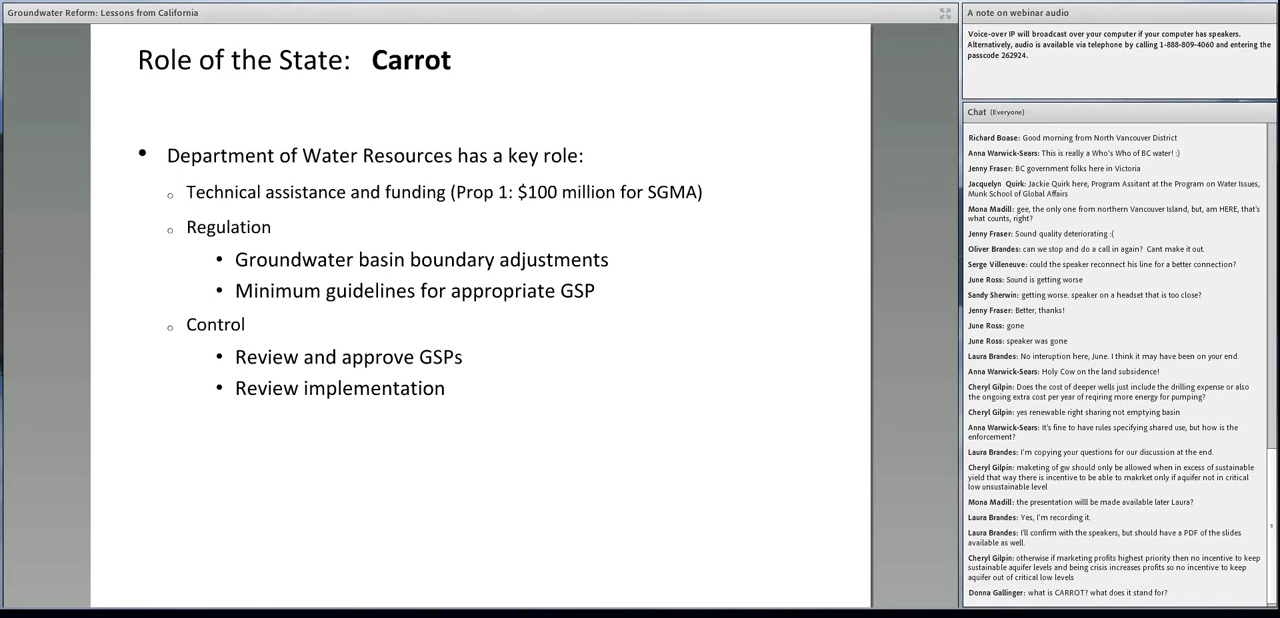 Groundwater Reform: Lessons from California
Role of the State: Carrot
• Department of Water Resources has a key role:
o Technical assistance and funding (Prop 1: $100 million for SGMA)
o Regulation
• Groundwater basin boundary adjustments
• Minimum guidelines for appropriate GSP
o Control
• Review and approve GSPs
• Review implementation
A note on webinar audio
Voice-over IP will broadcast over your computer if your computer has speakers.
Alternatively, audio is available via telephone by calling 1-888-809-4060 and entering the
passcode 262924.
Chat (Everyone)
Richard Boase: Good morning from North Vancouver District
Anna Warwick-Sears: This is really a Who's Who of BC water! :)
Jenny Fraser: BC government folks here in Victoria
Jacquelyn Quirk: Jackie Quirk here, Program Assitant at the Program on Water Issues,
Munk School of Global Affairs
Mona Madill: gee, the only one from northern Vancouver Island, but, am HERE, that's
what counts, right?
Jenny Fraser: Sound quality deteriorating :(
Oliver Brandes: can we stop and do a call in again? Cant make it out.
Serge Villeneuve: could the speaker reconnect his line for a better connection?
June Ross: Sound is getting worse
Sandy Sherwin: getting worse. speaker on a headset that is too close?
Jenny Fraser: Better, thanks!
June Ross: gone
June Ross: speaker was gone
Laura Brandes: No interuption here, June. I think it may have been on your end.
Anna Warwick-Sears: Holy Cow on the land subsidence!
Cheryl Gilpin: Does the cost of deeper wells just include the drilling expense or also
the ongoing extra cost per year of reqiring more energy for pumping?
Cheryl Gilpin: yes renewable right sharing not emptying basin
Anna Warwick-Sears: It's fine to have rules specifying shared use, but how is the
enforcement?
Laura Brandes: I'm copying your questions for our discussion at the end.
Cheryl Gilpin: maketing of gw should only be allowed when in excess of sustainable
yield that way there is incentive to be able to makrket only if aquifer not in critical
low unsustainable level
Mona Madill: the presentation willl be made available later Laura?
Laura Brandes: Yes, I'm recording it.
Laura Brandes: I'll confirm with the speakers, but should have a PDF of the slides
available as well.
Cheryl Gilpin: otherwise if marketing profits highest priority then no incentive to keep
sustainable aquifer levels and being crisis increases profits so no incentive to keep
aquifer out of critical low levels
Donna Gallinger: what is CARROT? what does it stand for?